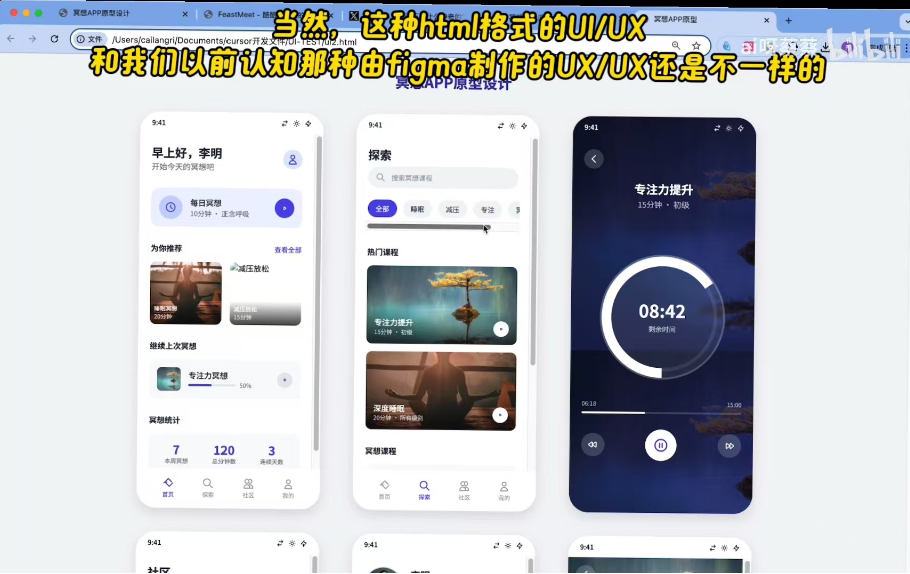 冥想APP原型设计
FeastMeet - 酷酷
冥想APP原型
文件
/Users/cailangri/Documents/cursor开发文件/UI-TEST/ui2.html
当然，这种html格式的UI/UX
和我们以前认知那种由figma制作的UX/UX还是不一样的
ai呀蔡蔡
bilibili
冥想APP原型设计
9:41
早上好，李明
开始今天的冥想吧
每日冥想
10分钟 · 正念呼吸
为你推荐
查看全部
睡眠冥想
20分钟
减压放松
减压放松
15分钟
继续上次冥想
专注力冥想
50%
冥想统计
7
120
3
本周冥想
总分钟数
连续天数
首页
探索
社区
我的
9:41
探索
搜索冥想课程
全部
睡眠
减压
专注
热门课程
专注力提升
15分钟 · 初级
深度睡眠
20分钟 · 所有级别
冥想课程
首页
探索
社区
我的
9:41
专注力提升
15分钟 · 初级
08:42
剩余时间
06:18
15:00
9:41
社区
9:41
9:41